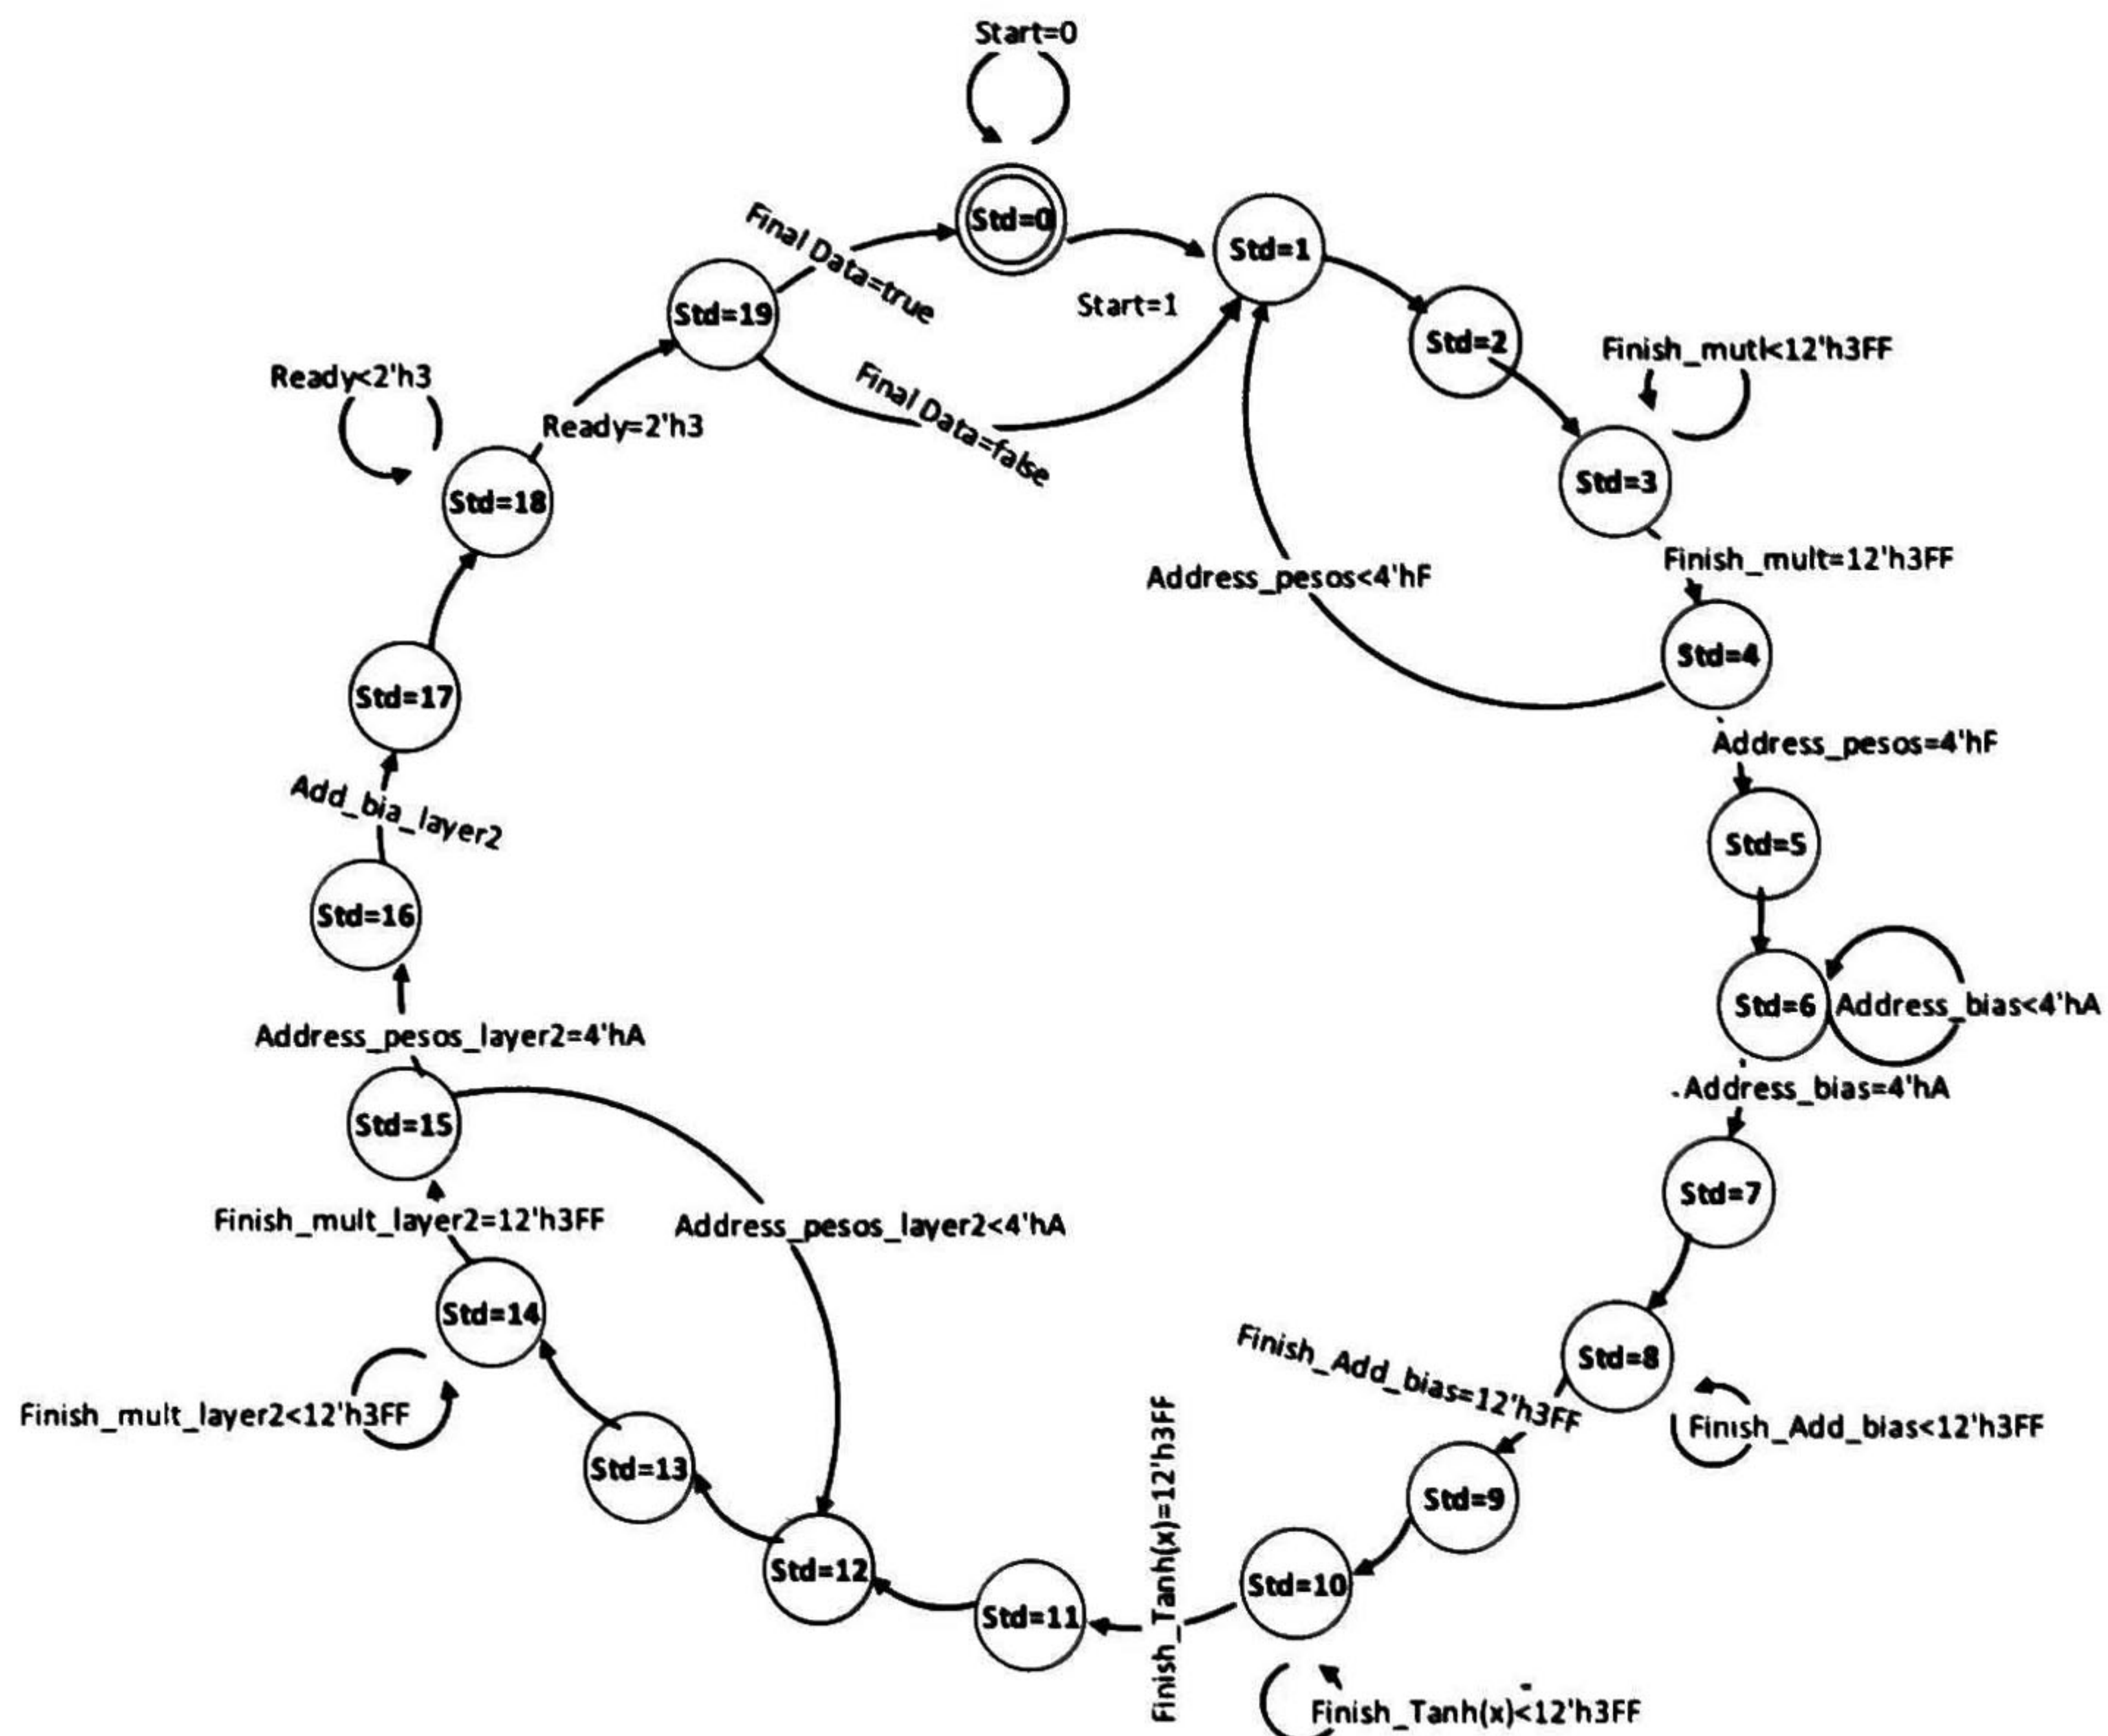 Start=0
Std=0
Std=1
Start=1
Std=2
Finish_mutl<12'h3FF
Std=3
Finish_mult=12'h3FF
Std=4
Address_pesos<4'hF
Address_pesos=4'hF
Std=5
Std=6
Address_bias<4'hA
Address_bias=4'hA
Std=7
Std=8
Finish_Add_bias<12'h3FF
Finish_Add_bias=12'h3FF
Std=9
Std=10
Finish_Tanh(x)<12'h3FF
Finish_Tanh(x)=12'h3FF
Std=11
Std=12
Std=13
Std=14
Finish_mult_layer2<12'h3FF
Finish_mult_layer2=12'h3FF
Std=15
Address_pesos_layer2<4'hA
Address_pesos_layer2=4'hA
Std=16
Add_bia_layer2
Std=17
Std=18
Ready<2'h3
Ready=2'h3
Std=19
Final Data=true
Final Data=false